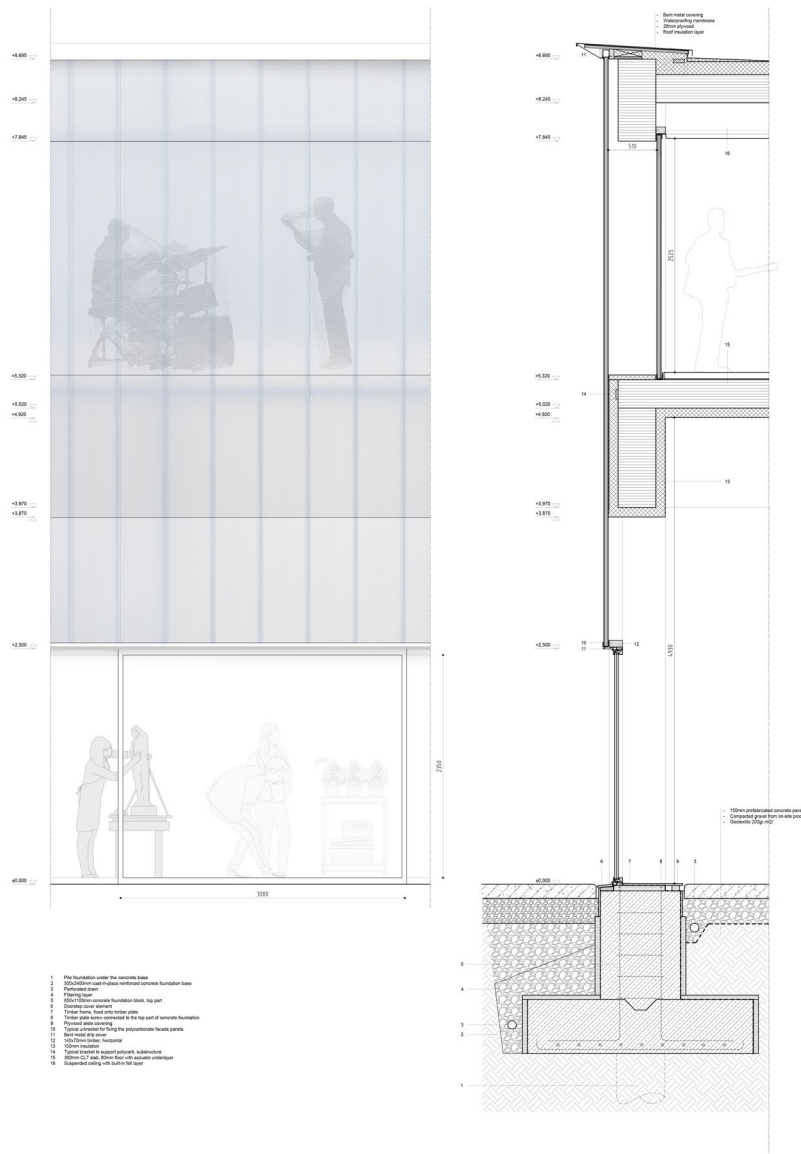 +8.695
+8.245
+7.845
+5.320
+5.020
+4.920
+3.970
+3.870
+2.500
±0.000
2350
3000
- Bent metal covering
- Waterproofing membrane
- 28mm plywood
- Roof insulation layer
+8.695
11
+8.245
+7.845
510
16
2525
15
+5.320
14
+5.020
+4.920
13
+3.970
+3.870
+2.500
10
11
12
4930
- 150mm prefabricated concrete pave
- Compacted gravel from on-site prod
- Geotextile 200gr./m2/
±0.000
6
7
8
9
3
5
4
3
2
1
1 Pile foundation under the concrete base
2 500x2400mm cast-in-place reinforced concrete foundation base
3 Perforated drain
4 Filtering layer
5 850x1100mm concrete foundation block, top part
6 Doorstep cover element
7 Timber frame, fixed onto timber plate
8 Timber plate screw connected to the top part of concrete foundation
9 Plywood aisle covering
10 Typical u-bracket for fixing the polycarbonate facade panels
11 Bent metal drip cover
12 140x70mm timber, horizontal
13 100mm insulation
14 Typical bracket to support polycarb. substructure
15 300mm CLT slab, 80mm floor with acoustic underlayer
16 Suspended ceiling with built-in felt layer